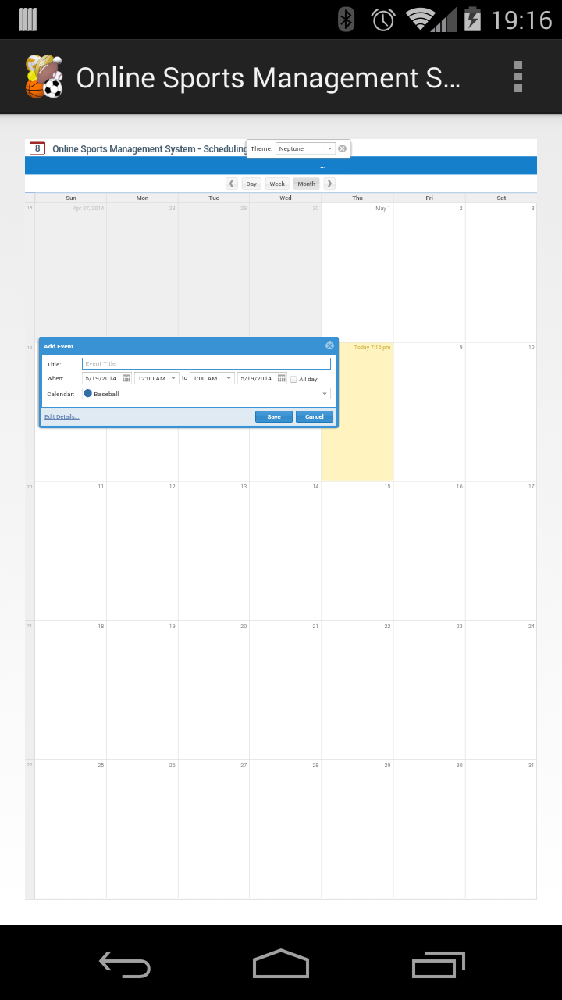 19:16
Online Sports Management S...
8 Online Sports Management System - Scheduling Theme: Neptune
...
Day Week Month
Sun Mon Tue Wed Thu Fri Sat
18 Apr 27, 2014 28 29 30 May 1 2 3
19 Today 7:16 pm 9 10
Add Event
Title: Event Title
When: 5/19/2014 12:00 AM to 1:00 AM 5/19/2014 All day
Calendar: Baseball
Edit Details... Save Cancel
20 11 12 13 14 15 16 17
21 18 19 20 21 22 23 24
22 25 26 27 28 29 30 31